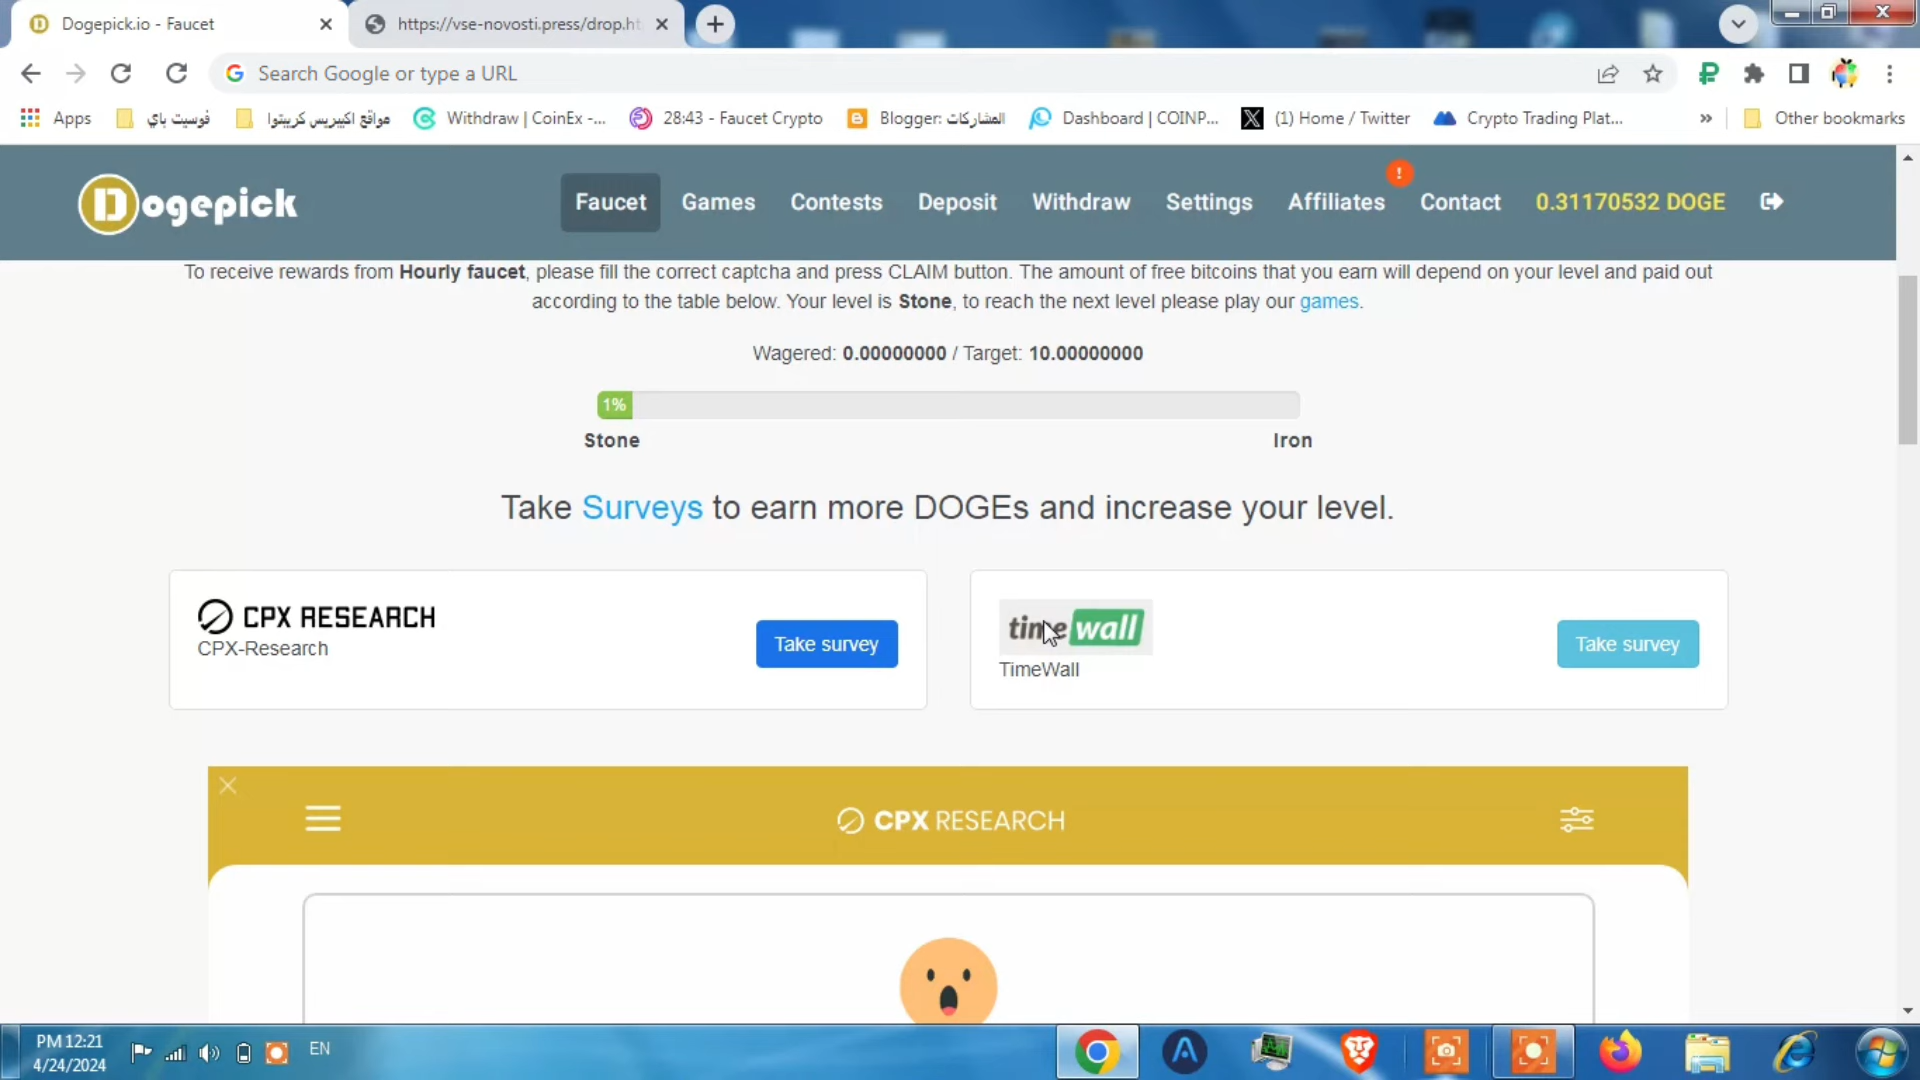 Dogepick.io - Faucet
https://vse-novosti.press/drop.ht
Search Google or type a URL
Apps
فوسيت باي
مواقع اكبيريس كريبتوا
Withdraw | CoinEx -...
28:43 - Faucet Crypto
Blogger: المشاركات
Dashboard | COINP...
(1) Home / Twitter
Crypto Trading Plat...
»
Other bookmarks
Dogepick
Faucet
Games
Contests
Deposit
Withdraw
Settings
Affiliates
!
Contact
0.31170532 DOGE
To receive rewards from Hourly faucet, please fill the correct captcha and press CLAIM button. The amount of free bitcoins that you earn will depend on your level and paid out
according to the table below. Your level is Stone, to reach the next level please play our games.
Wagered: 0.00000000 / Target: 10.00000000
1%
Stone
Iron
Take Surveys to earn more DOGEs and increase your level.
CPX RESEARCH
CPX-Research
Take survey
timewall
TimeWall
Take survey
CPX RESEARCH
PM 12:21
4/24/2024
EN